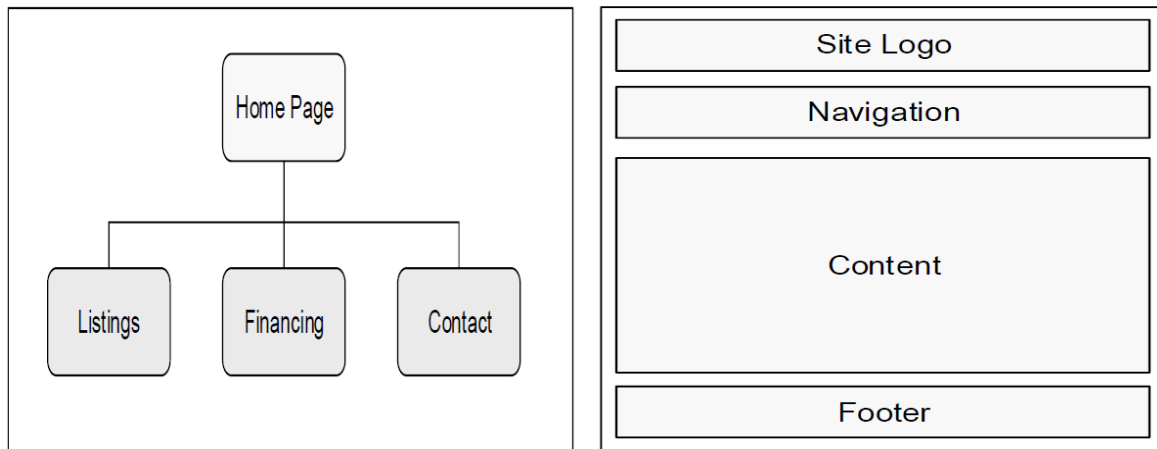 Home Page
Listings
Financing
Contact
Site Logo
Navigation
Content
Footer